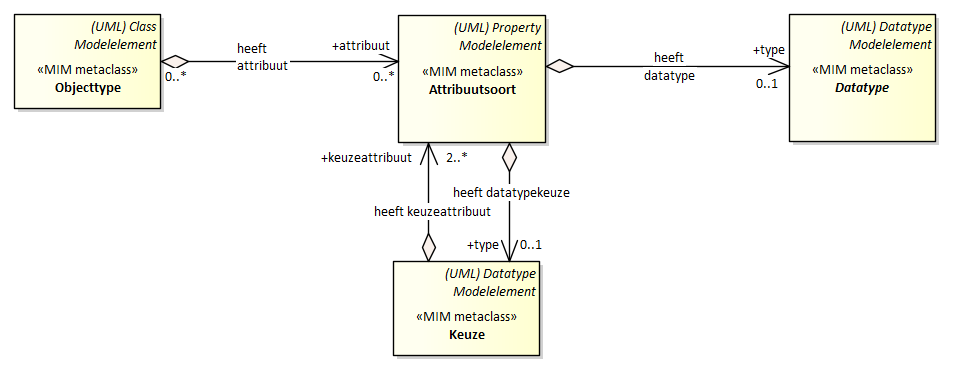 (UML) Class
Modelelement
«MIM metaclass»
Objecttype
0..*
heeft
attribuut
+attribuut
0..*
(UML) Property
Modelelement
«MIM metaclass»
Attribuutsoort
heeft
datatype
+type
0..1
(UML) Datatype
Modelelement
«MIM metaclass»
Datatype
+keuzeattribuut
2..*
heeft datatypekeuze
heeft keuzeattribuut
+type
0..1
(UML) Datatype
Modelelement
«MIM metaclass»
Keuze